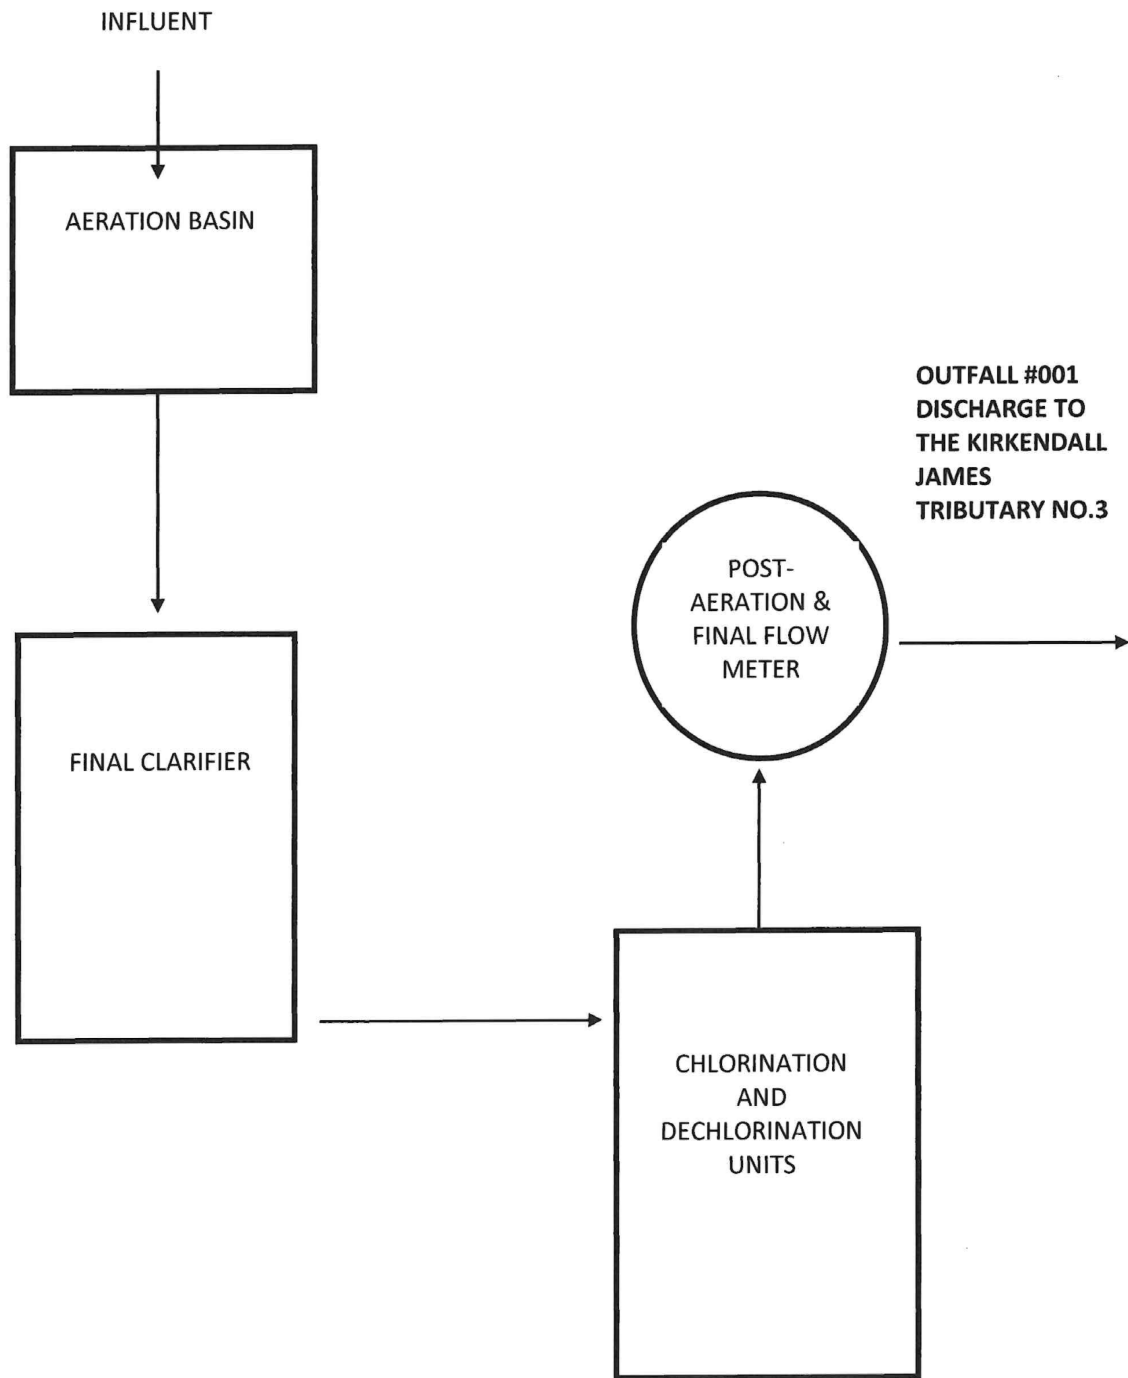 INFLUENT
AERATION BASIN
FINAL CLARIFIER
CHLORINATION
AND
DECHLORINATION
UNITS
POST-
AERATION &
FINAL FLOW
METER
OUTFALL #001
DISCHARGE TO
THE KIRKENDALL
JAMES
TRIBUTARY NO.3